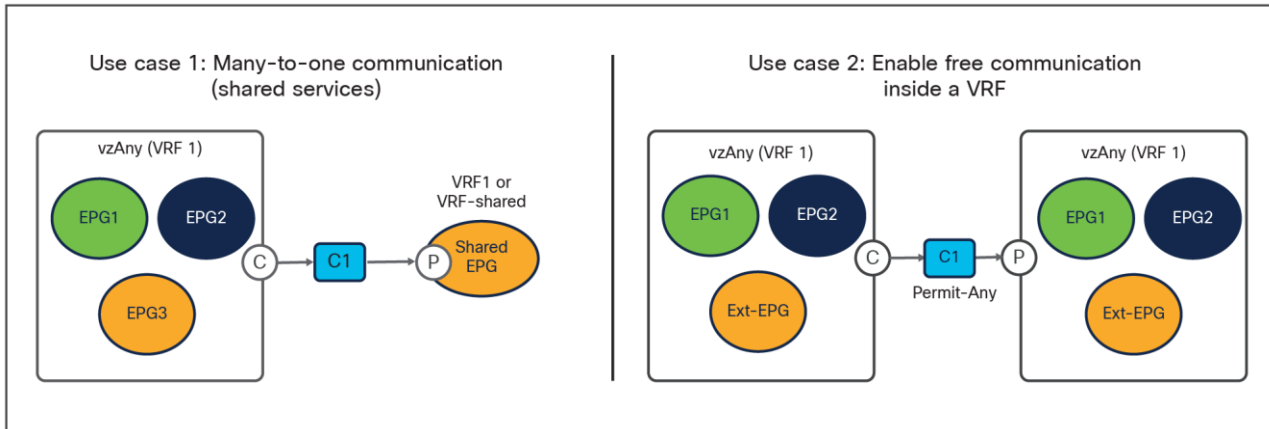 Use case 1: Many-to-one communication
(shared services)
vzAny (VRF 1)
EPG1
EPG2
EPG3
C
C1
VRF1 or
VRF-shared
P
Shared
EPG
Use case 2: Enable free communication
inside a VRF
vzAny (VRF 1)
EPG1
EPG2
Ext-EPG
C
C1
Permit-Any
P
vzAny (VRF 1)
EPG1
EPG2
Ext-EPG